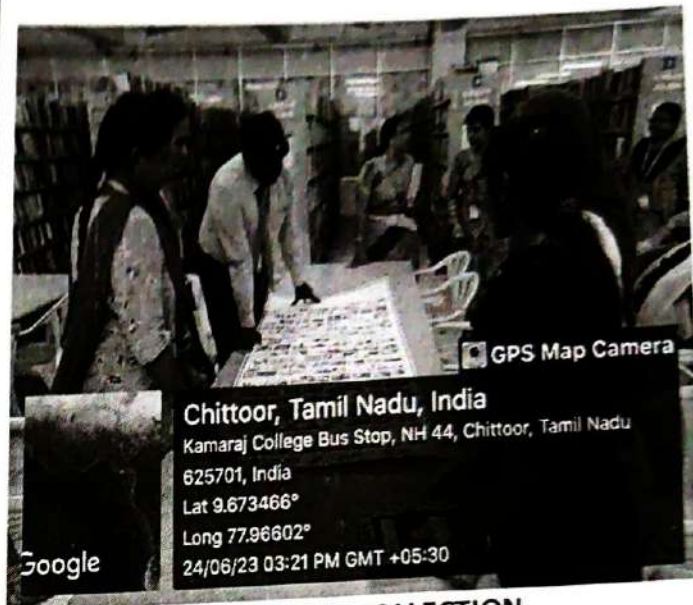 GPS Map Camera
Chittoor, Tamil Nadu, India
Kamaraj College Bus Stop, NH 44, Chittoor, Tamil Nadu
625701, India
Lat 9.673466°
Long 77.96602°
24/06/23 03:21 PM GMT +05:30
Google